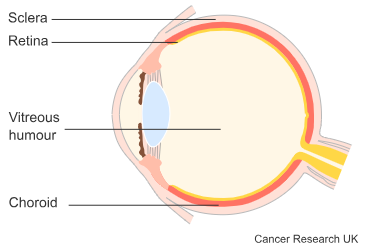 Sclera
Retina
Vitreous
humour
Choroid
Cancer Research UK